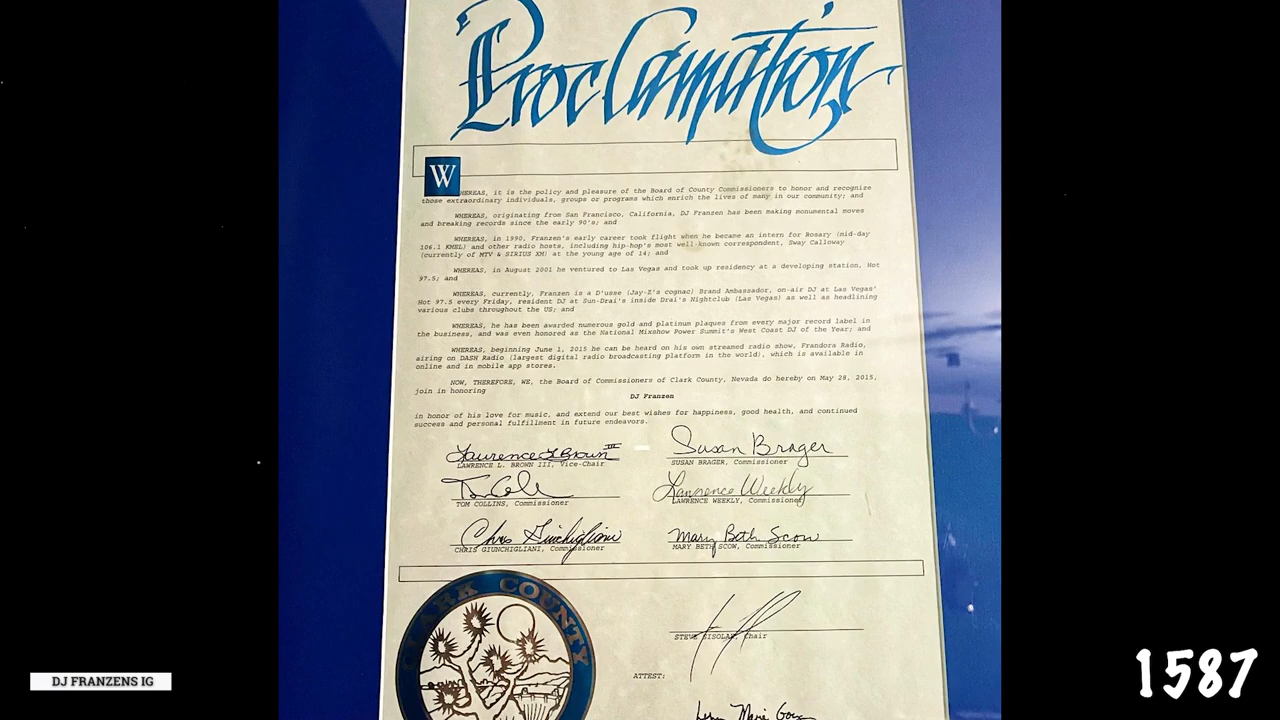 Proclamation
W
HEREAS, it is the policy and pleasure of the Board of County Commissioners to honor and recognize
those extraordinary individuals, groups or programs which enrich the lives of many in our community; and
WHEREAS, originating from San Francisco, California, DJ Franzen has been making monumental moves
and breaking records since the early 90's; and
WHEREAS, in 1990, Franzen's early career took flight when he became an intern for Rosary (mid-day
106.1 KMEL) and other radio hosts, including hip-hop's most well-known correspondent, Sway Calloway
(currently of MTV & SIRIUS XM) at the young age of 14; and
WHEREAS, in August 2001 he ventured to Las Vegas and took up residency at a developing station, Hot
97.5; and
WHEREAS, currently, Franzen is a D'usse (Jay-Z's cognac) Brand Ambassador, on-air DJ at Las Vegas'
Hot 97.5 every Friday, resident DJ at Sun-Drai's inside Drai's Nightclub (Las Vegas) as well as headlining
various clubs throughout the US; and
WHEREAS, he has been awarded numerous gold and platinum plaques from every major record label in
the business, and was even honored as the National Mixshow Power Summit's West Coast DJ of the Year; and
WHEREAS, beginning June 1, 2015 he can be heard on his own streamed radio show, Frandora Radio,
airing on DASH Radio (largest digital radio broadcasting platform in the world), which is available in
online and in mobile app stores.
NOW, THEREFORE, WE, the Board of Commissioners of Clark County, Nevada do hereby on May 28, 2015,
join in honoring
DJ Franzen
in honor of his love for music, and extend our best wishes for happiness, good health, and continued
success and personal fulfillment in future endeavors.
Lawrence L Brown III Susan Brager
LAWRENCE L. BROWN III, Vice-Chair SUSAN BRAGER, Commissioner
Lawrence Weekly
TOM COLLINS, Commissioner LAWRENCE WEEKLY, Commissioner
Chris Giunchigliani Mary Beth Scow
CHRIS GIUNCHIGLIANI, Commissioner MARY BETH SCOW, Commissioner
CLARK COUNTY
STEVE SISOLAK, Chair
ATTEST:
DJ FRANZENS IG
1587